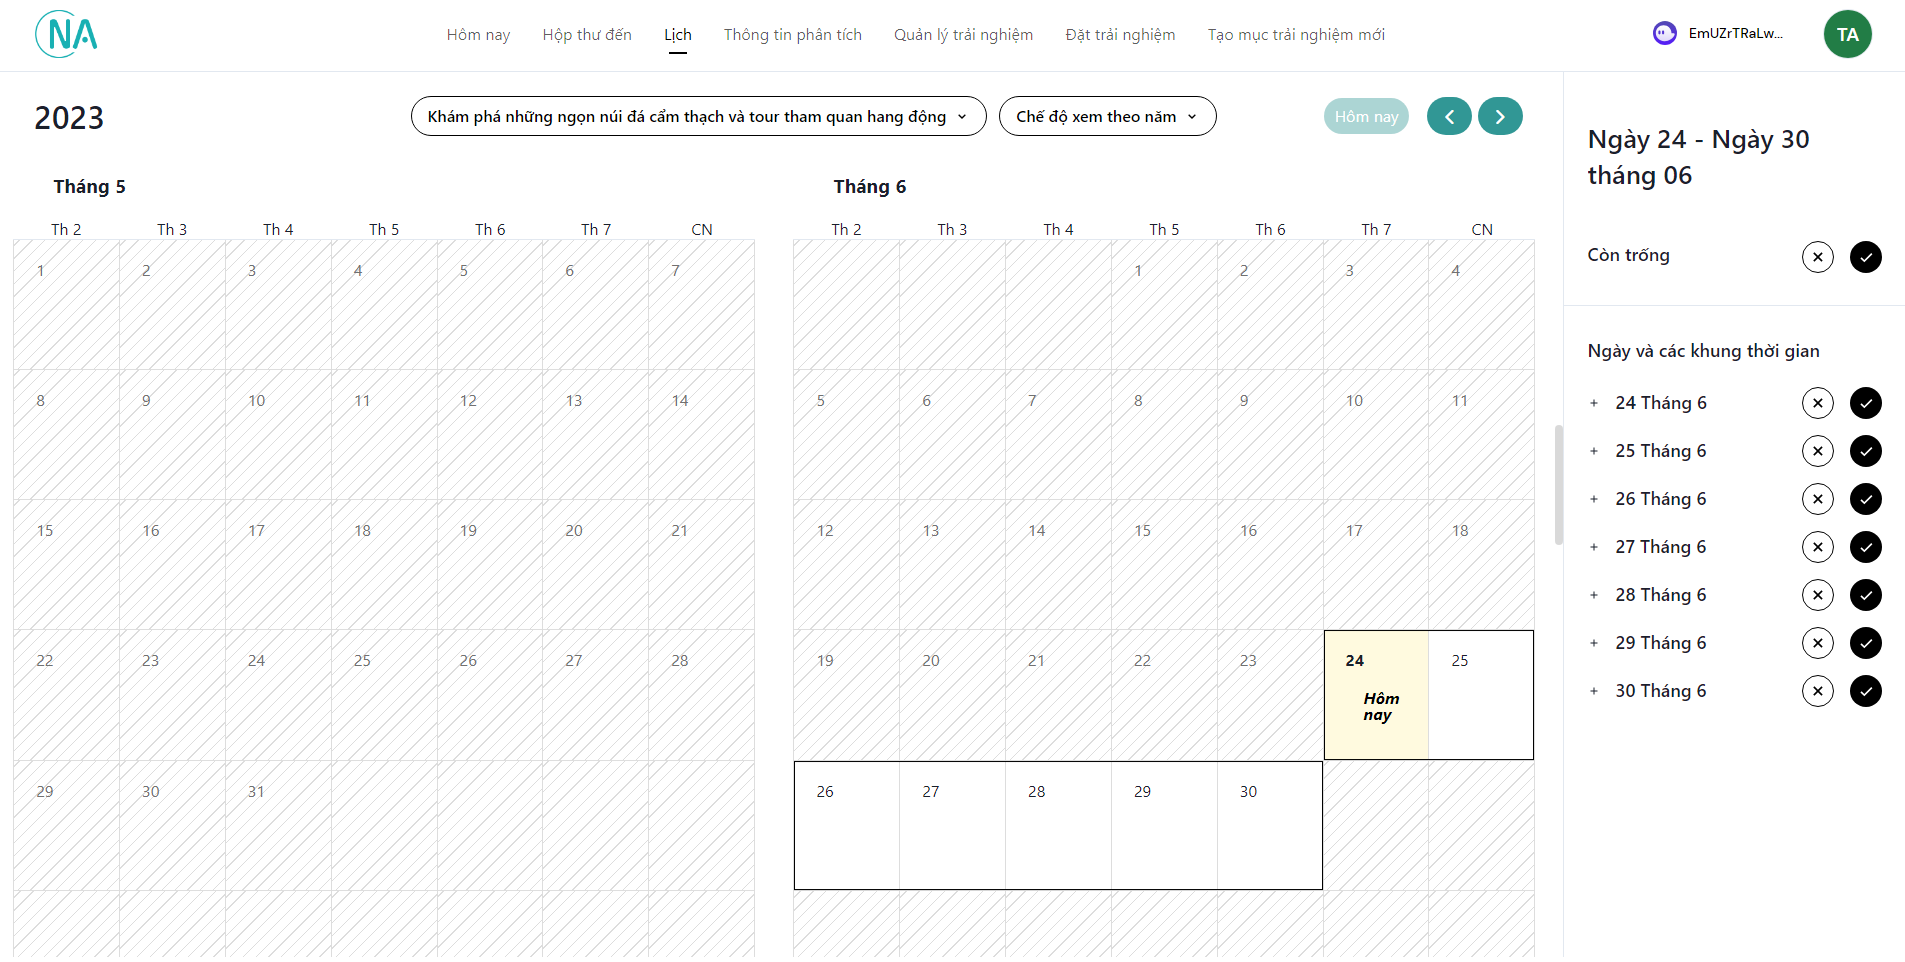 NA
Hôm nay
Hộp thư đến
Lịch
Thông tin phân tích
Quản lý trải nghiệm
Đặt trải nghiệm
Tạo mục trải nghiệm mới
EmUZrTRaLw...
TA
2023
Khám phá những ngọn núi đá cẩm thạch và tour tham quan hang động
Chế độ xem theo năm
Hôm nay
Tháng 5
Th 2 Th 3 Th 4 Th 5 Th 6 Th 7 CN
1 2 3 4 5 6 7
8 9 10 11 12 13 14
15 16 17 18 19 20 21
22 23 24 25 26 27 28
29 30 31
Tháng 6
Th 2 Th 3 Th 4 Th 5 Th 6 Th 7 CN
1 2 3 4
5 6 7 8 9 10 11
12 13 14 15 16 17 18
19 20 21 22 23 24 25
Hôm
nay
26 27 28 29 30
Ngày 24 - Ngày 30
tháng 06
Còn trống
Ngày và các khung thời gian
+ 24 Tháng 6
+ 25 Tháng 6
+ 26 Tháng 6
+ 27 Tháng 6
+ 28 Tháng 6
+ 29 Tháng 6
+ 30 Tháng 6